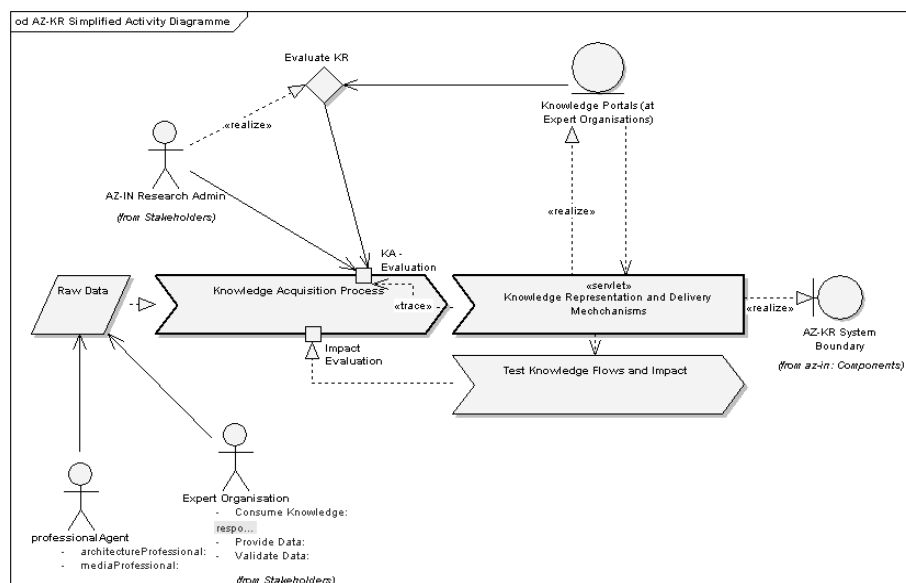 od AZ-KR Simplified Activity Diagramme
Evaluate KR
Knowledge Portals (at
Expert Organisations)
«realize»
AZ-IN Research Admin
(from Stakeholders)
«realize»
KA -
Evaluation
Raw Data
Knowledge Acquisition Process
«trace»
«servlet»
Knowledge Representation and Delivery
Mechchanisms
«realize»
AZ-KR System
Boundary
(from az-in: Components)
Impact
Evaluation
Test Knowledge Flows and Impact
Expert Organisation
- Consume Knowledge:
respo...
- Provide Data:
- Validate Data:
(from Stakeholders)
professionalAgent
- architectureProfessional:
- mediaProfessional: